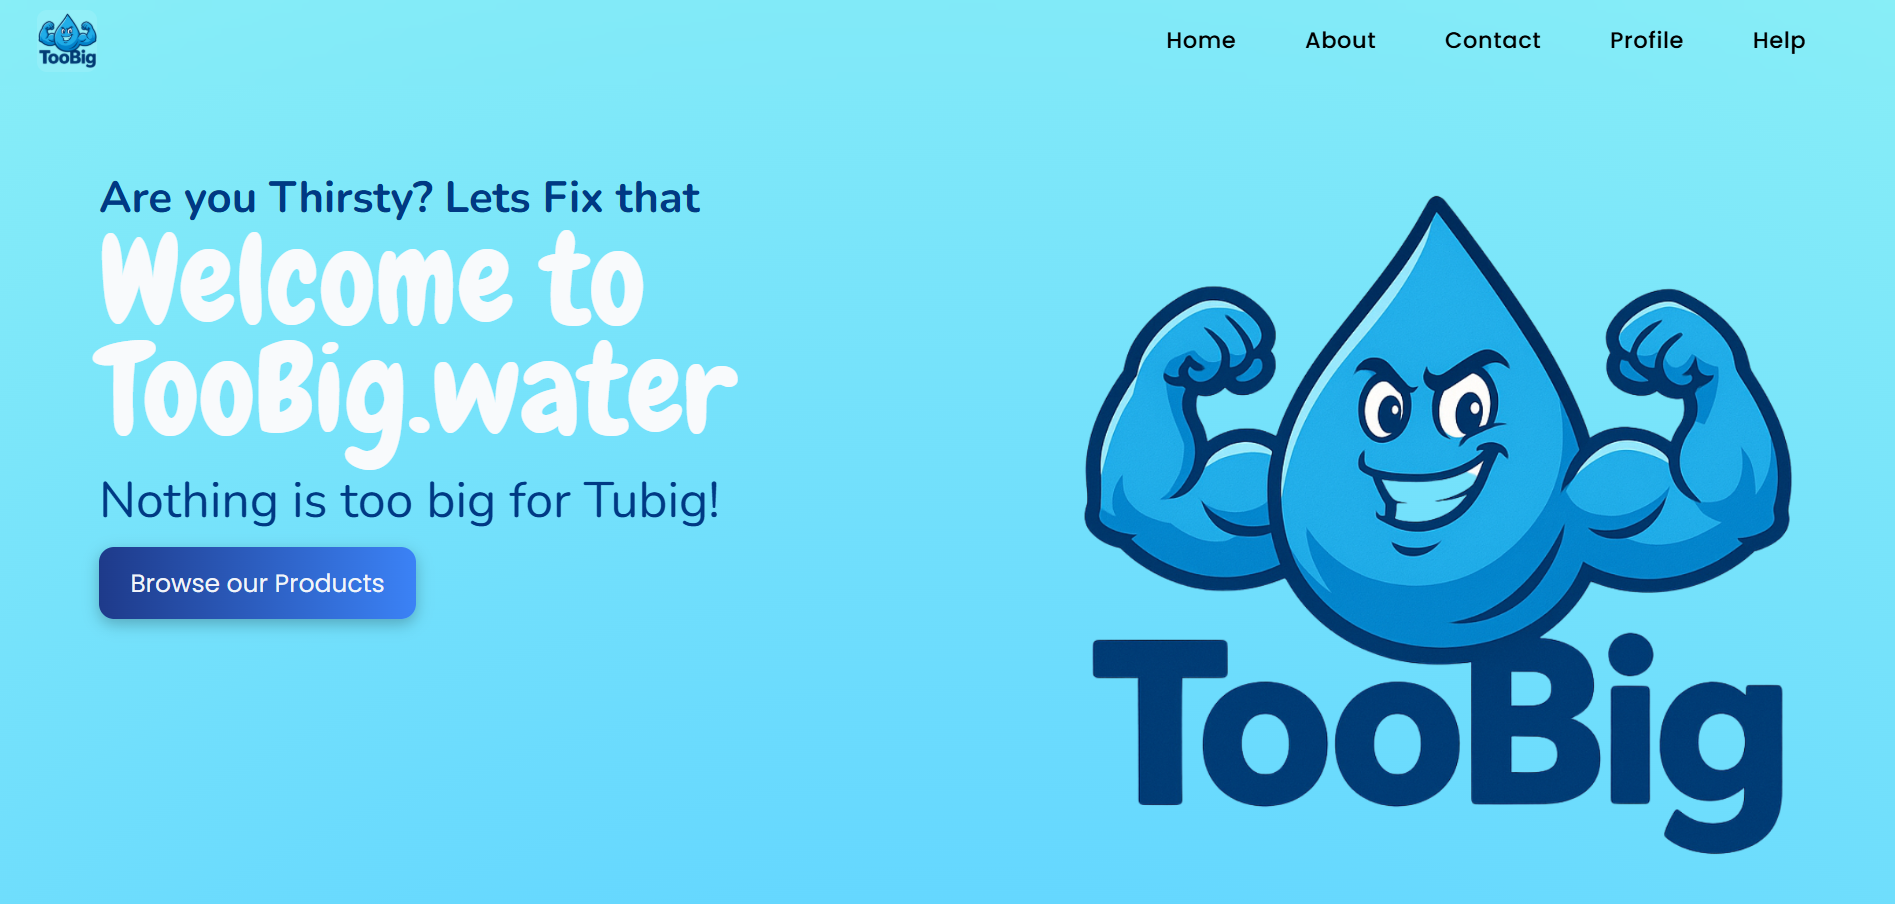 TooBig
Home About Contact Profile Help
Are you Thirsty? Lets Fix that
Welcome to
TooBig.water
Nothing is too big for Tubig!
Browse our Products
TooBig